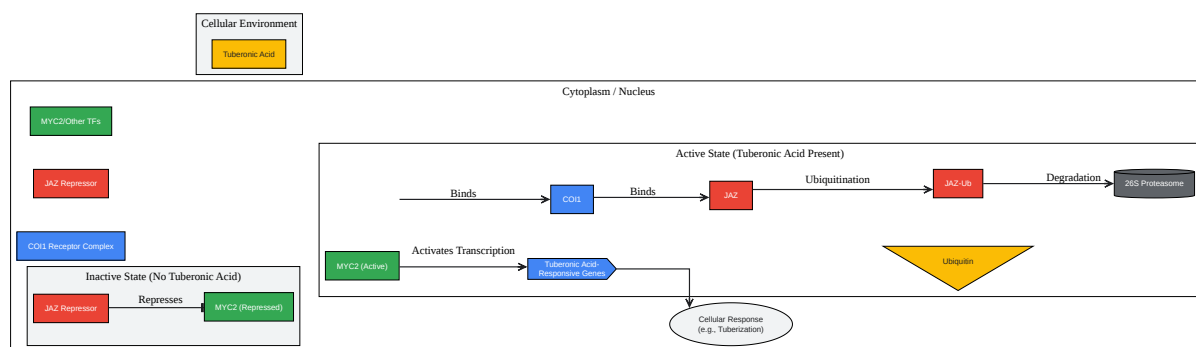 Cellular Environment
Tuberonic Acid
Cytoplasm / Nucleus
MYC2/Other TFs
JAZ Repressor
COI1 Receptor Complex
Inactive State (No Tuberonic Acid)
JAZ Repressor
Represses
MYC2 (Repressed)
Active State (Tuberonic Acid Present)
Binds
COI1
Binds
JAZ
Ubiquitination
JAZ-Ub
Degradation
26S Proteasome
MYC2 (Active)
Activates Transcription
Tuberonic Acid-
Responsive Genes
Ubiquitin
Cellular Response
(e.g., Tuberization)